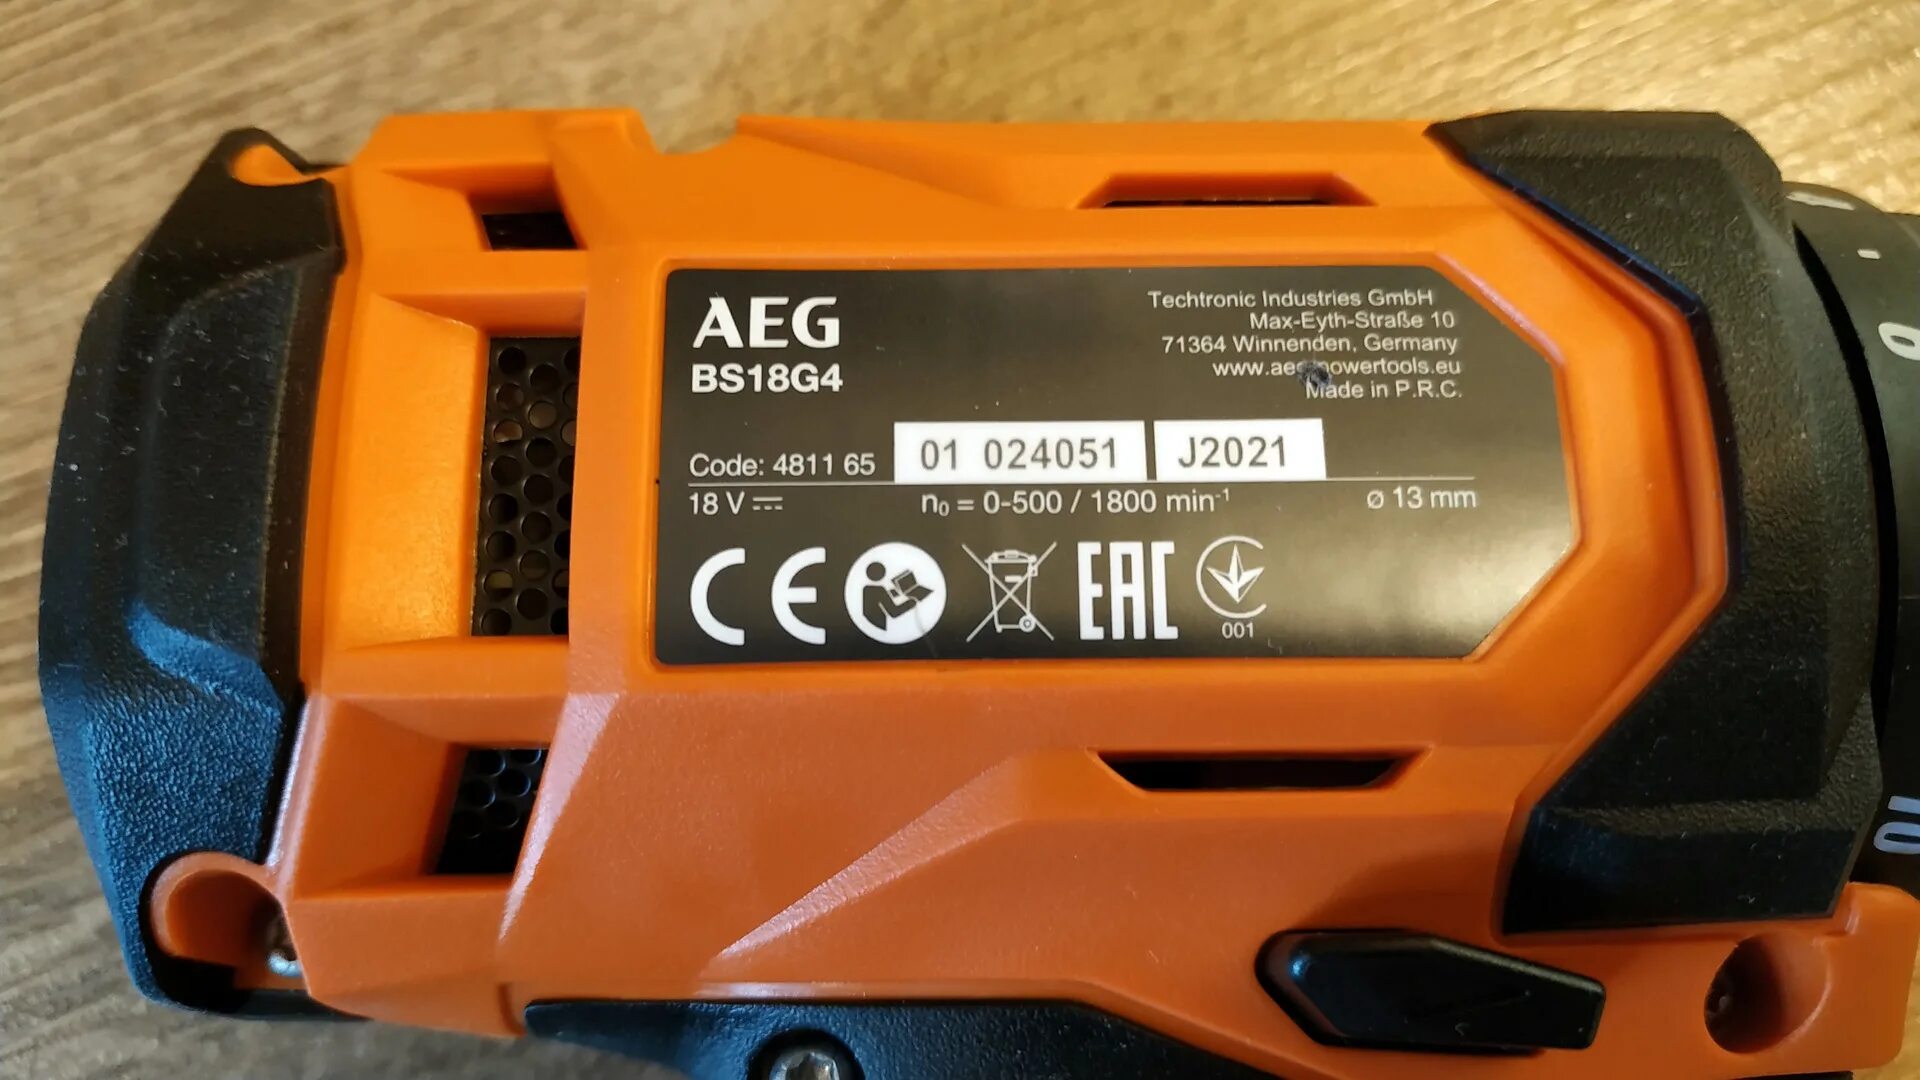 AEG
BS18G4
Techtronic Industries GmbH
Max-Eyth-Straße 10
71364 Winnenden, Germany
Made in P.R.C.
Code: 4811 65
01 024051
J2021
18 V
n₀ = 0-500 / 1800 min⁻¹
ø 13 mm
CE
EAC
001
10